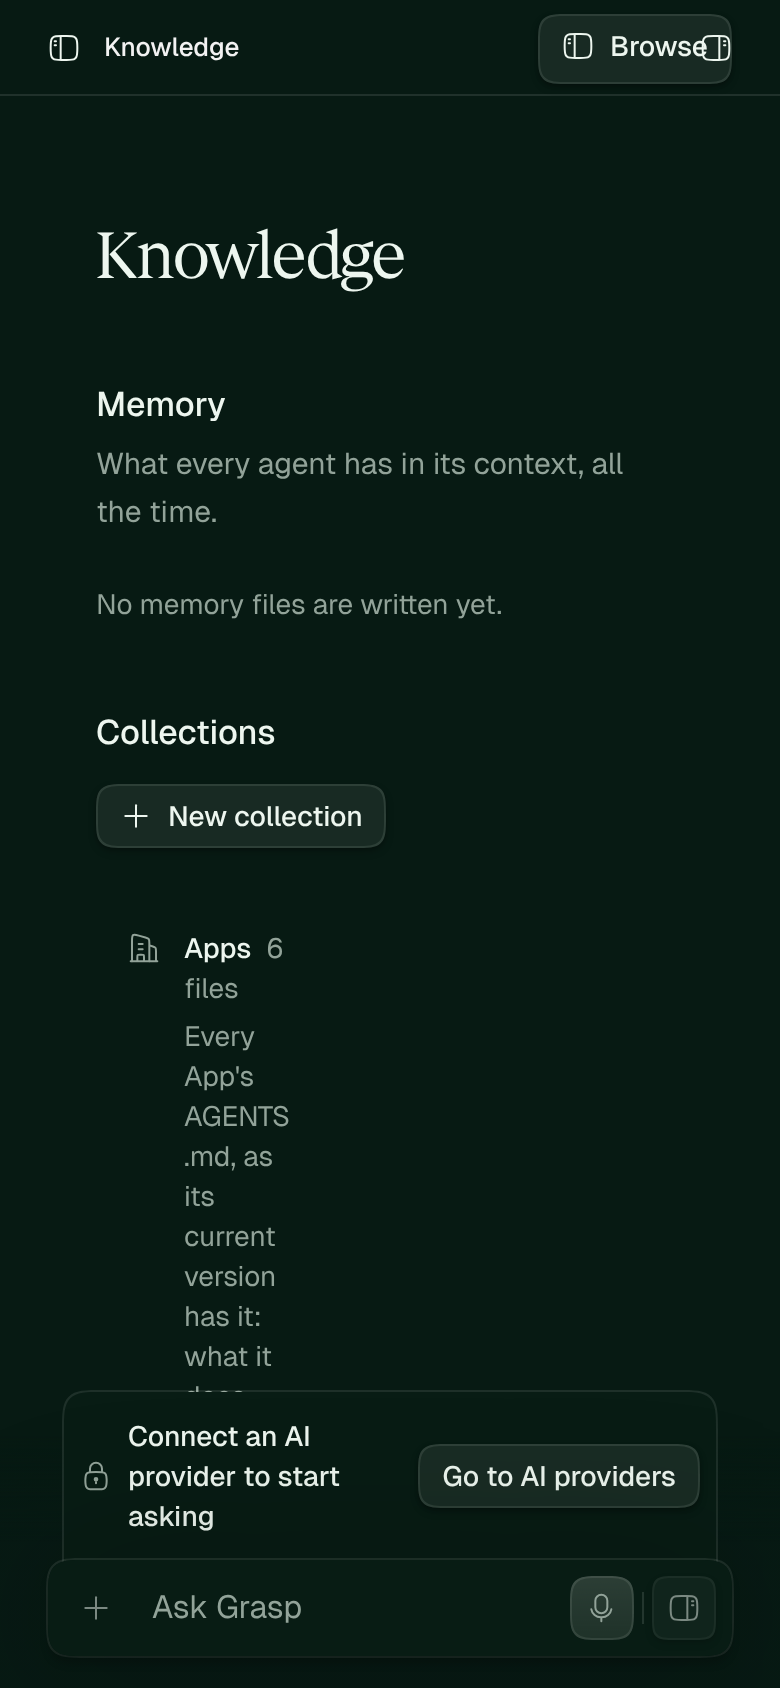 Knowledge
Browse
Knowledge
Memory
What every agent has in its context, all
the time.
No memory files are written yet.
Collections
New collection
Apps 6
files
Every
App's
AGENTS
.md, as
its
current
version
has it:
what it
Connect an AI
provider to start
asking
Go to AI providers
Ask Grasp